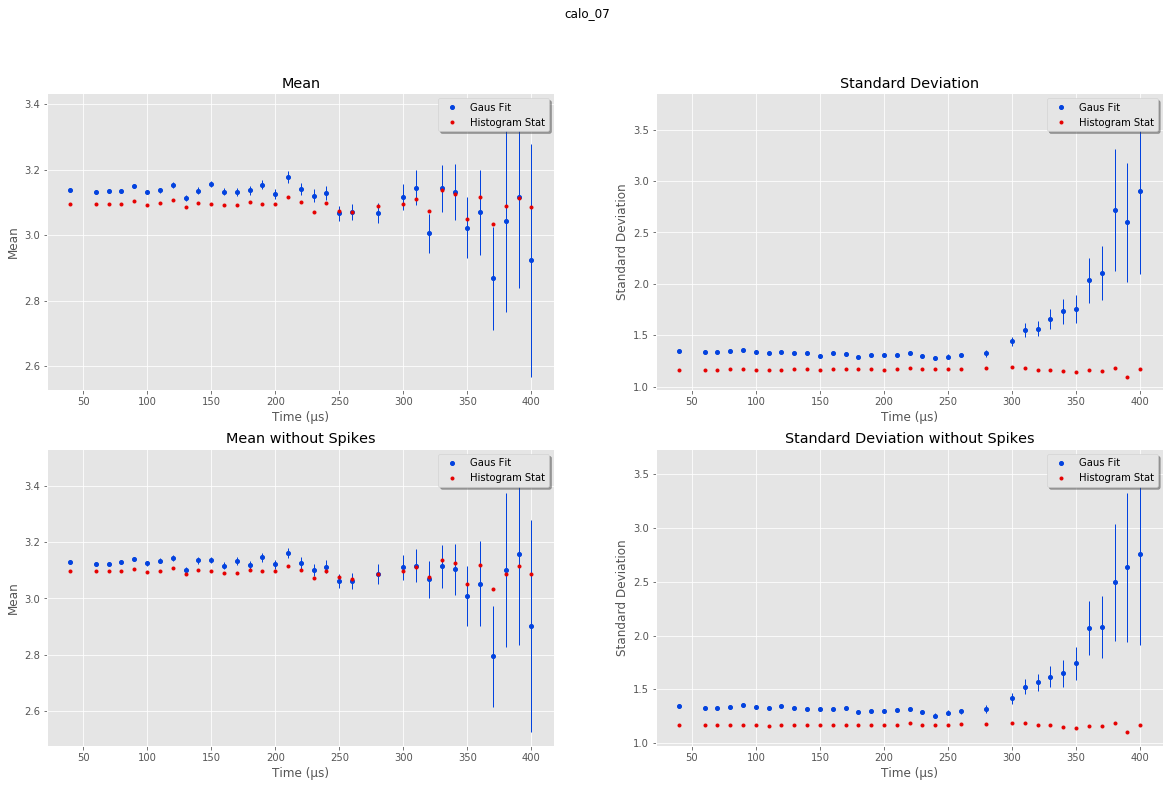 calo_07
Mean
Standard Deviation
Gaus Fit
Histogram Stat
Gaus Fit
Histogram Stat
3.4
3.2
3.0
2.8
2.6
Mean
3.5
3.0
2.5
2.0
1.5
1.0
Standard Deviation
50 100 150 200 250 300 350 400
50 100 150 200 250 300 350 400
Time (µs)
Time (µs)
Mean without Spikes
Standard Deviation without Spikes
Gaus Fit
Histogram Stat
Gaus Fit
Histogram Stat
3.4
3.2
3.0
2.8
2.6
Mean
3.5
3.0
2.5
2.0
1.5
1.0
Standard Deviation
50 100 150 200 250 300 350 400
50 100 150 200 250 300 350 400
Time (µs)
Time (µs)